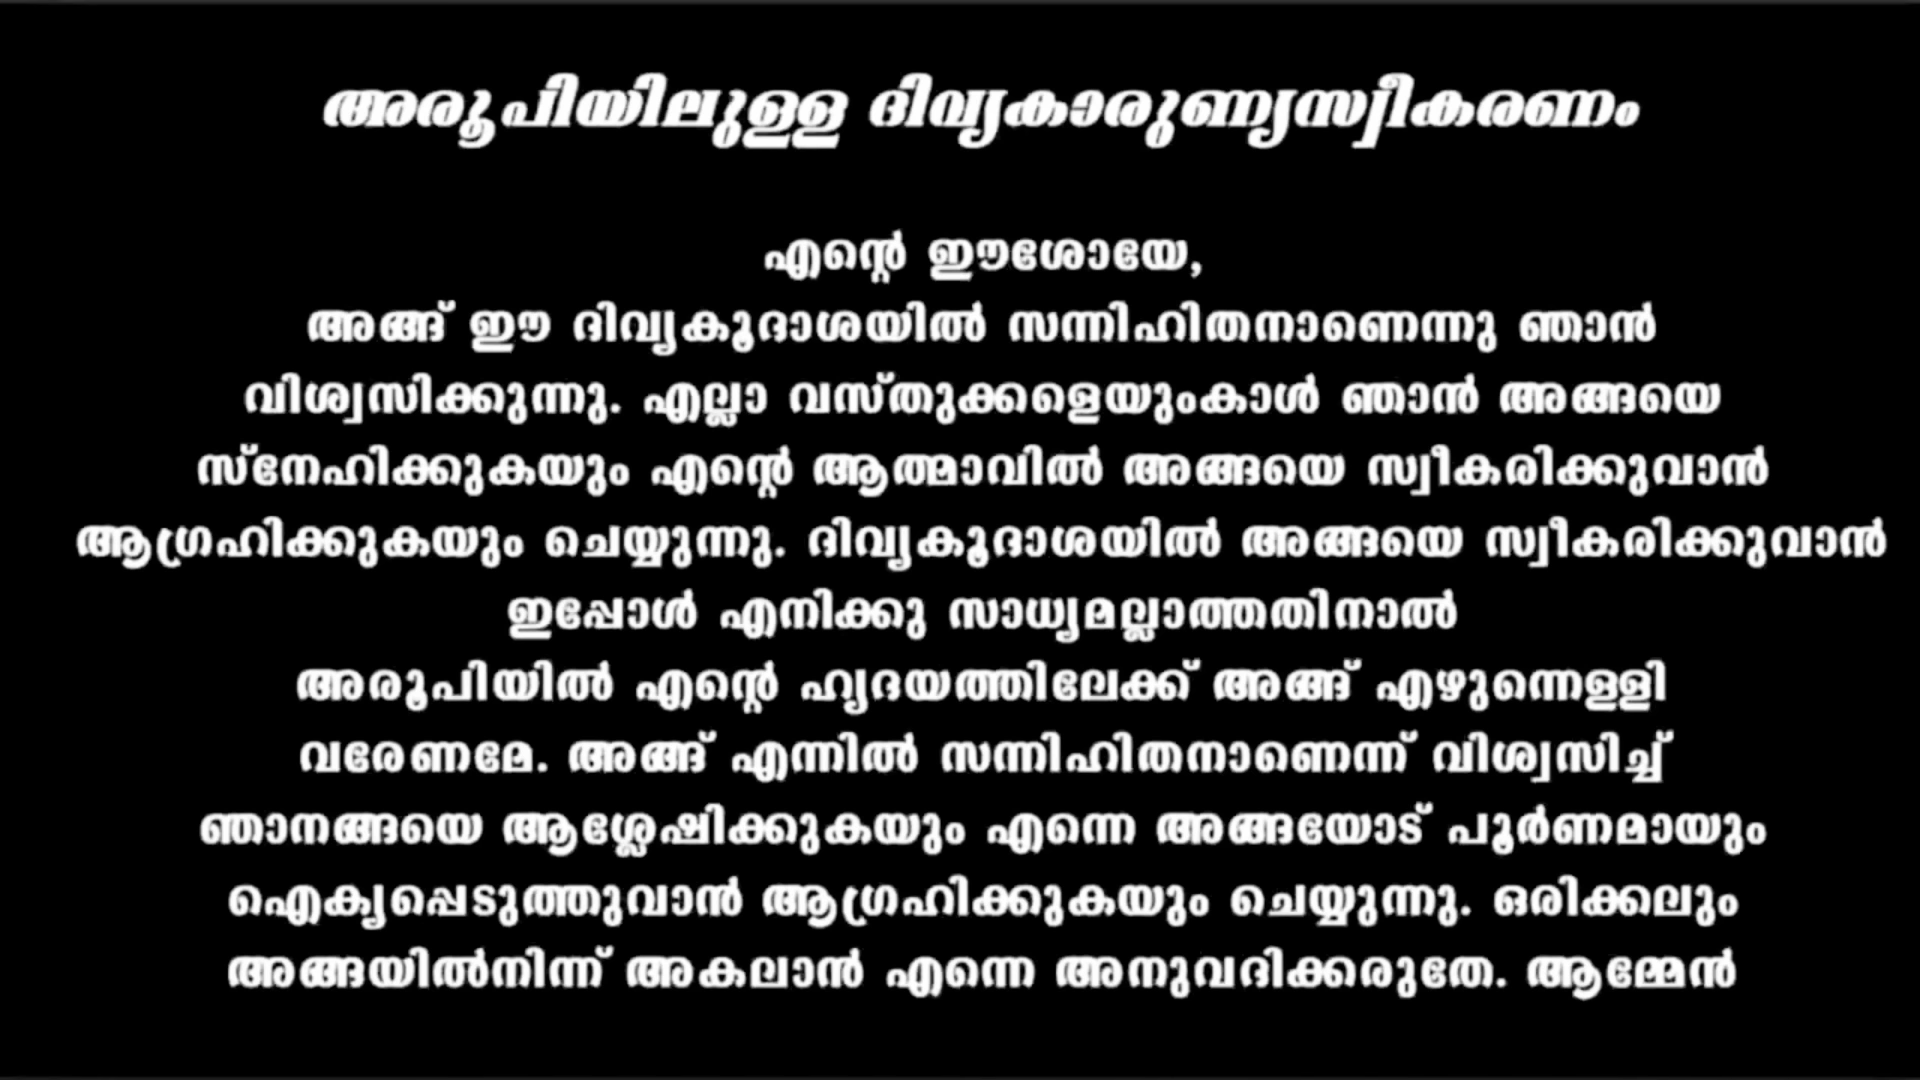 അരൂപിയിലുള്ള ദിവ്യകാരുണ്യസ്വീകരണം
എന്റെ ഈശോയേ,
അങ്ങ് ഈ ദിവ്യകൂദാശയിൽ സന്നിഹിതനാണെന്നു ഞാൻ
വിശ്വസിക്കുന്നു. എല്ലാ വസ്തുക്കളെയുംകാൾ ഞാൻ അങ്ങയെ
സ്നേഹിക്കുകയും എന്റെ ആത്മാവിൽ അങ്ങയെ സ്വീകരിക്കുവാൻ
ആഗ്രഹിക്കുകയും ചെയ്യുന്നു. ദിവ്യകൂദാശയിൽ അങ്ങയെ സ്വീകരിക്കുവാൻ
ഇപ്പോൾ എനിക്കു സാധ്യമല്ലാത്തതിനാൽ
അരൂപിയിൽ എന്റെ ഹൃദയത്തിലേക്ക് അങ്ങ് എഴുന്നെള്ളി
വരേണമേ. അങ്ങ് എന്നിൽ സന്നിഹിതനാണെന്ന് വിശ്വസിച്ച്
ഞാനങ്ങയെ ആശ്ലേഷിക്കുകയും എന്നെ അങ്ങയോട് പൂർണമായും
ഐക്യപ്പെടുത്തുവാൻ ആഗ്രഹിക്കുകയും ചെയ്യുന്നു. ഒരിക്കലും
അങ്ങയിൽനിന്ന് അകലാൻ എന്നെ അനുവദിക്കരുതേ. ആമ്മേൻ